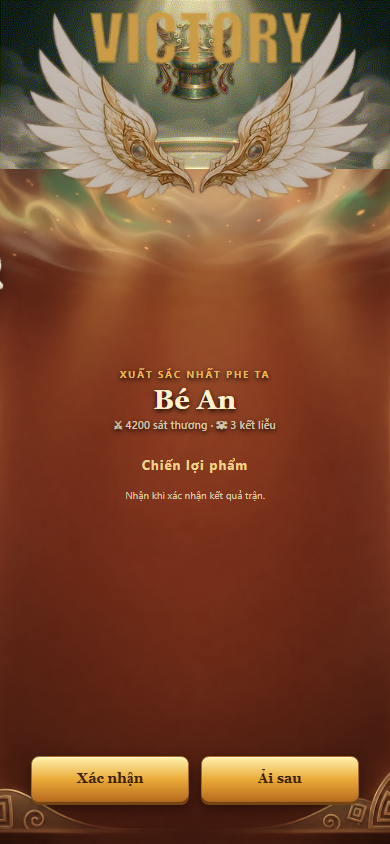 VICTORY
XUẤT SẮC NHẤT PHE TA
Bé An
4200 sát thương · 3 kết liễu
Chiến lợi phẩm
Nhận khi xác nhận kết quả trận.
Xác nhận
Ải sau